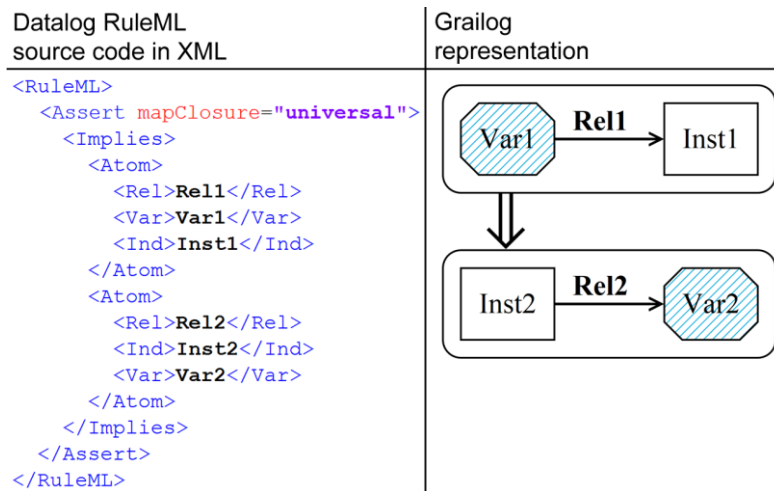 Datalog RuleML
source code in XML
<RuleML>
<Assert mapClosure="universal">
<Implies>
<Atom>
<Rel>Rel1</Rel>
<Var>Var1</Var>
<Ind>Inst1</Ind>
</Atom>
<Atom>
<Rel>Rel2</Rel>
<Ind>Inst2</Ind>
<Var>Var2</Var>
</Atom>
</Implies>
</Assert>
</RuleML>
Grailog
representation
Var1 Rel1 Inst1
Inst2 Rel2 Var2